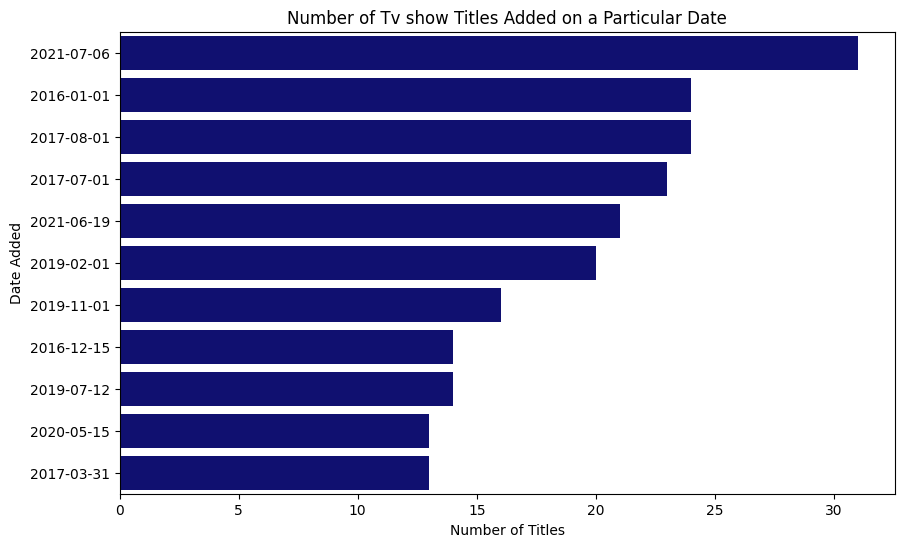 Number of Tv show Titles Added on a Particular Date
Date Added
2021-07-06
2016-01-01
2017-08-01
2017-07-01
2021-06-19
2019-02-01
2019-11-01
2016-12-15
2019-07-12
2020-05-15
2017-03-31
0 5 10 15 20 25 30
Number of Titles